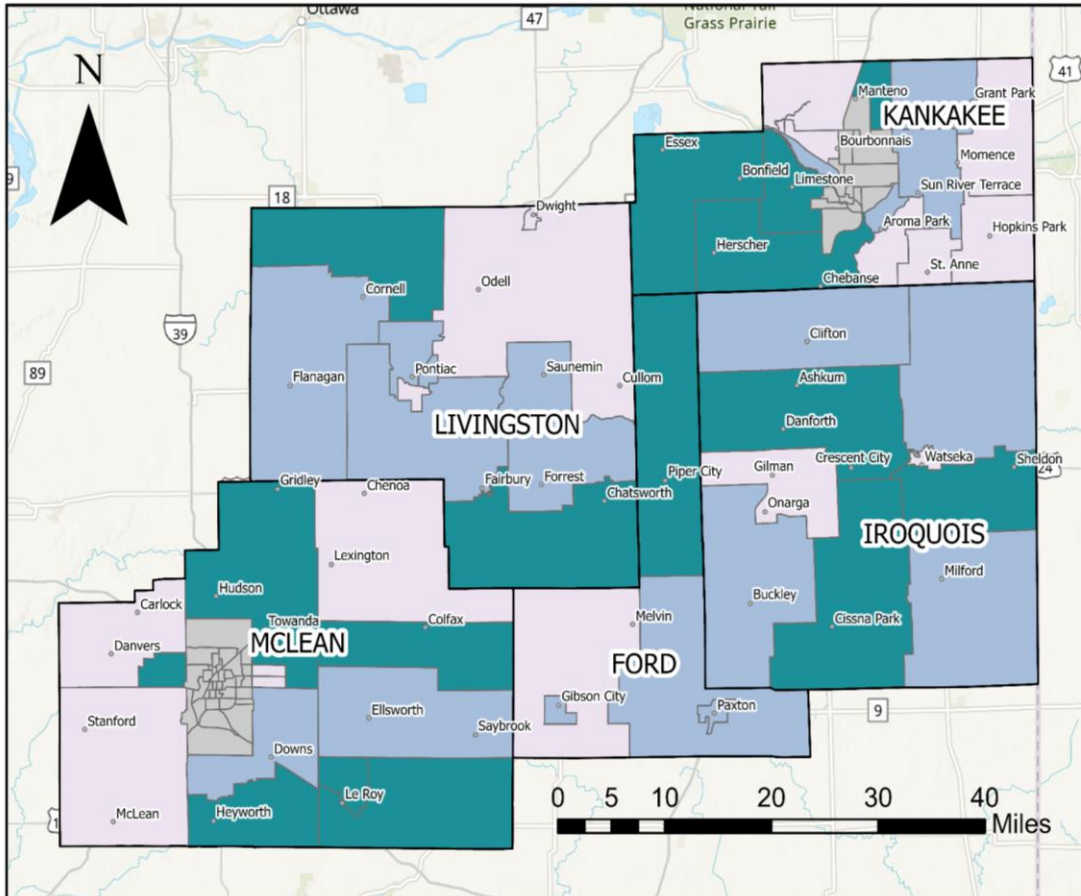 Ottawa
47
Grass Prairie
N
41
Manteno
Grant Park
KANKAKEE
Bourbonnais
Essex
Momence
Bonfield
Limestone
Sun River Terrace
18
Dwight
Aroma Park
Hopkins Park
Herscher
St. Anne
Odell
Chebanse
Cornell
39
Clifton
89
Flanagan
Pontiac
Saunemin
Cullom
Ashkum
LIVINGSTON
Danforth
Watseka
Gridley
Chenoa
Fairbury
Forrest
Chatsworth
Piper City
Gilman
Crescent City
Sheldon
24
Onarga
IROQUOIS
Lexington
Hudson
Milford
Carlock
Buckley
Towanda
Colfax
Melvin
Cissna Park
Danvers
MCLEAN
FORD
Ellsworth
Gibson City
Paxton
9
Stanford
Saybrook
Downs
Le Roy
McLean
Heyworth
0 5 10 20 30 40
Miles